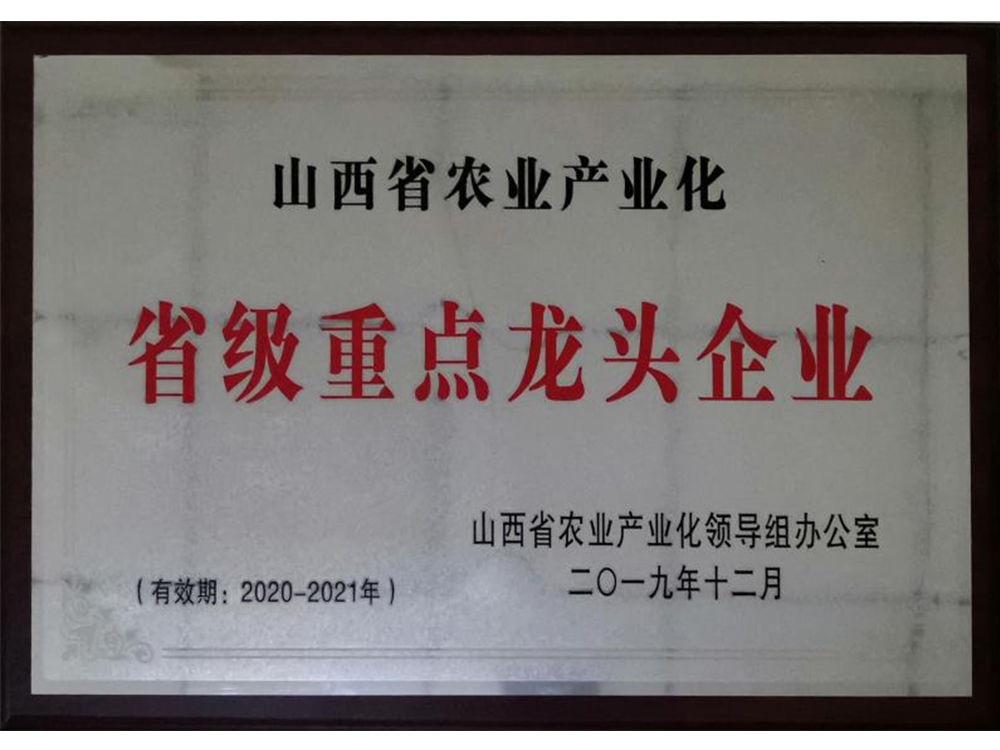 山西省农业产业化
省级重点龙头企业
山西省农业产业化领导组办公室
二〇一九年十二月
(有效期：2020-2021年)